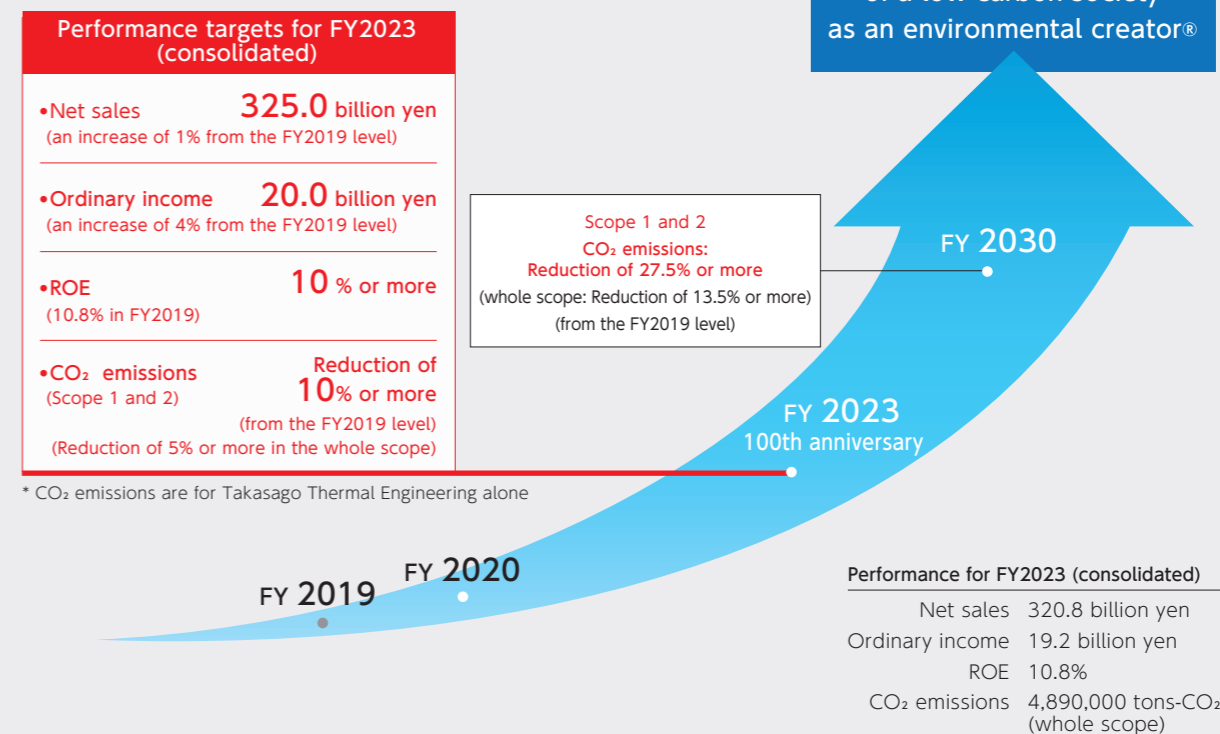 as an environmental creator®
Performance targets for FY2023
(consolidated)
•Net sales 325.0 billion yen
(an increase of 1% from the FY2019 level)
•Ordinary income 20.0 billion yen
(an increase of 4% from the FY2019 level)
•ROE 10 % or more
(10.8% in FY2019)
•CO₂ emissions Reduction of
(Scope 1 and 2) 10% or more
(from the FY2019 level)
(Reduction of 5% or more in the whole scope)
* CO₂ emissions are for Takasago Thermal Engineering alone
Scope 1 and 2
CO₂ emissions:
Reduction of 27.5% or more
(whole scope: Reduction of 13.5% or more)
(from the FY2019 level)
FY 2030
FY 2023
100th anniversary
FY 2020
FY 2019
Performance for FY2023 (consolidated)
Net sales 320.8 billion yen
Ordinary income 19.2 billion yen
ROE 10.8%
CO₂ emissions 4,890,000 tons-CO₂
(whole scope)